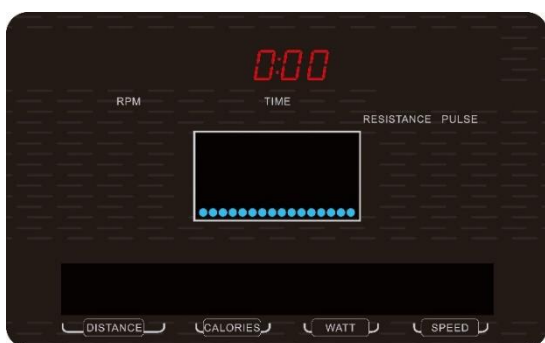 0:00
RPM TIME
RESISTANCE PULSE
DISTANCE CALORIES WATT SPEED